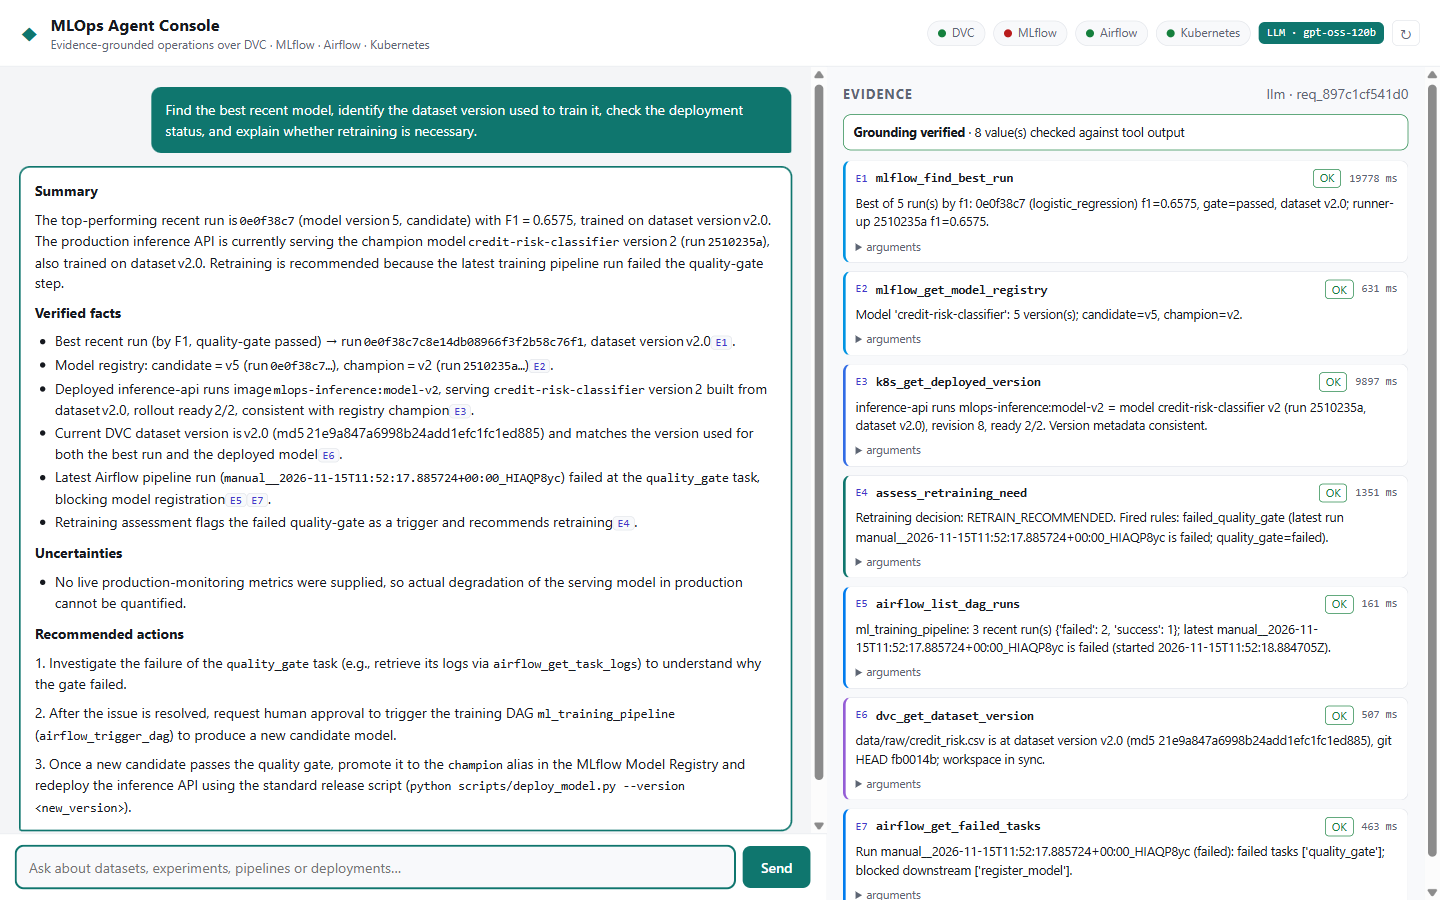 MLOps Agent Console
Evidence-grounded operations over DVC · MLflow · Airflow · Kubernetes
DVC
MLflow
Airflow
Kubernetes
LLM · gpt-oss-120b
↻
Find the best recent model, identify the dataset version used to train it, check the deployment
status, and explain whether retraining is necessary.
Summary
The top-performing recent run is 0e0f38c7 (model version 5, candidate) with F1 = 0.6575, trained on dataset version v2.0.
The production inference API is currently serving the champion model credit-risk-classifier version 2 (run 2510235a),
also trained on dataset v2.0. Retraining is recommended because the latest training pipeline run failed the quality-gate
step.
Verified facts
• Best recent run (by F1, quality-gate passed) → run 0e0f38c7c8e14db08966f3f2b58c76f1, dataset version v2.0 E1 .
• Model registry: candidate = v5 (run 0e0f38c7…), champion = v2 (run 2510235a…) E2 .
• Deployed inference-api runs image mlops-inference:model-v2, serving credit-risk-classifier version 2 built from
dataset v2.0, rollout ready 2/2, consistent with registry champion E3 .
• Current DVC dataset version is v2.0 (md5 21e9a847a6998b24add1efc1fc1ed885) and matches the version used for
both the best run and the deployed model E6 .
• Latest Airflow pipeline run (manual__2026-11-15T11:52:17.885724+00:00_HIAQP8yc) failed at the quality_gate task,
blocking model registration E5 E7 .
• Retraining assessment flags the failed quality-gate as a trigger and recommends retraining E4 .
Uncertainties
• No live production-monitoring metrics were supplied, so actual degradation of the serving model in production
cannot be quantified.
Recommended actions
1. Investigate the failure of the quality_gate task (e.g., retrieve its logs via airflow_get_task_logs) to understand why
the gate failed.
2. After the issue is resolved, request human approval to trigger the training DAG ml_training_pipeline
(airflow_trigger_dag) to produce a new candidate model.
3. Once a new candidate passes the quality gate, promote it to the champion alias in the MLflow Model Registry and
redeploy the inference API using the standard release script (python scripts/deploy_model.py --version
<new_version>).
Ask about datasets, experiments, pipelines or deployments...
Send
EVIDENCE
llm · req_897c1cf541d0
Grounding verified · 8 value(s) checked against tool output
E1 mlflow_find_best_run OK 19778 ms
Best of 5 run(s) by f1: 0e0f38c7 (logistic_regression) f1=0.6575, gate=passed, dataset v2.0; runner-
up 2510235a f1=0.6575.
▶ arguments
E2 mlflow_get_model_registry OK 631 ms
Model 'credit-risk-classifier': 5 version(s); candidate=v5, champion=v2.
▶ arguments
E3 k8s_get_deployed_version OK 9897 ms
inference-api runs mlops-inference:model-v2 = model credit-risk-classifier v2 (run 2510235a,
dataset v2.0), revision 8, ready 2/2. Version metadata consistent.
▶ arguments
E4 assess_retraining_need OK 1351 ms
Retraining decision: RETRAIN_RECOMMENDED. Fired rules: failed_quality_gate (latest run
manual__2026-11-15T11:52:17.885724+00:00_HIAQP8yc is failed; quality_gate=failed).
▶ arguments
E5 airflow_list_dag_runs OK 161 ms
ml_training_pipeline: 3 recent run(s) {'failed': 2, 'success': 1}; latest manual__2026-11-
15T11:52:17.885724+00:00_HIAQP8yc is failed (started 2026-11-15T11:52:18.884705Z).
▶ arguments
E6 dvc_get_dataset_version OK 507 ms
data/raw/credit_risk.csv is at dataset version v2.0 (md5 21e9a847a6998b24add1efc1fc1ed885), git
HEAD fb0014b; workspace in sync.
▶ arguments
E7 airflow_get_failed_tasks OK 463 ms
Run manual__2026-11-15T11:52:17.885724+00:00_HIAQP8yc (failed): failed tasks ['quality_gate'];
blocked downstream ['register_model'].
▶ arguments